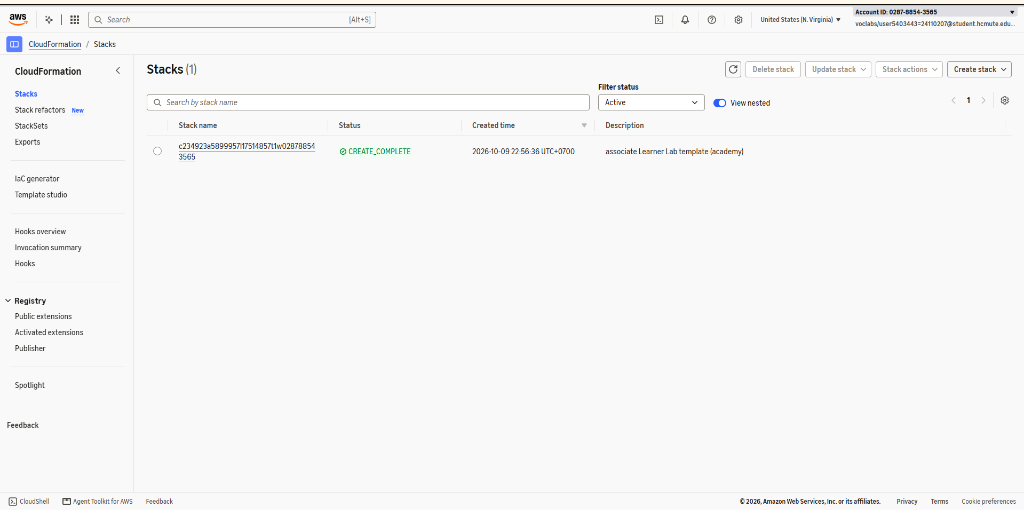 aws
Search
[Alt+S]
United States (N. Virginia)
Account ID: 0287-8854-3565
voclabs/user5403443=24110207@student.hcmute.edu...
CloudFormation / Stacks
CloudFormation
Stacks
Stack refactors New
StackSets
Exports
IaC generator
Template studio
Hooks overview
Invocation summary
Hooks
Registry
Public extensions
Activated extensions
Publisher
Spotlight
Feedback
Stacks (1)
Delete stack
Update stack
Stack actions
Create stack
Filter status
Search by stack name
Active
View nested
1
Stack name
Status
Created time
Description
c234923a5899957l17514857t1w02878854
3565
CREATE_COMPLETE
2026-10-09 22:56:36 UTC+0700
associate Learner Lab template (academy)
CloudShell
Agent Toolkit for AWS
Feedback
© 2026, Amazon Web Services, Inc. or its affiliates.
Privacy
Terms
Cookie preferences